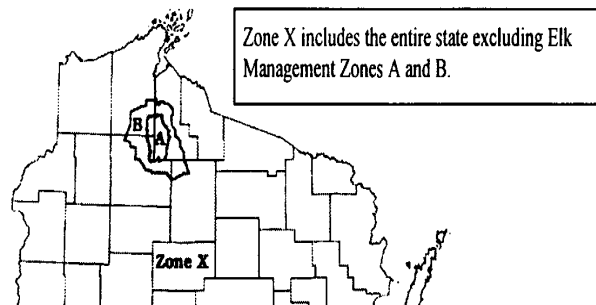 Zone X includes the entire state excluding Elk
Management Zones A and B.
B
A
Zone X